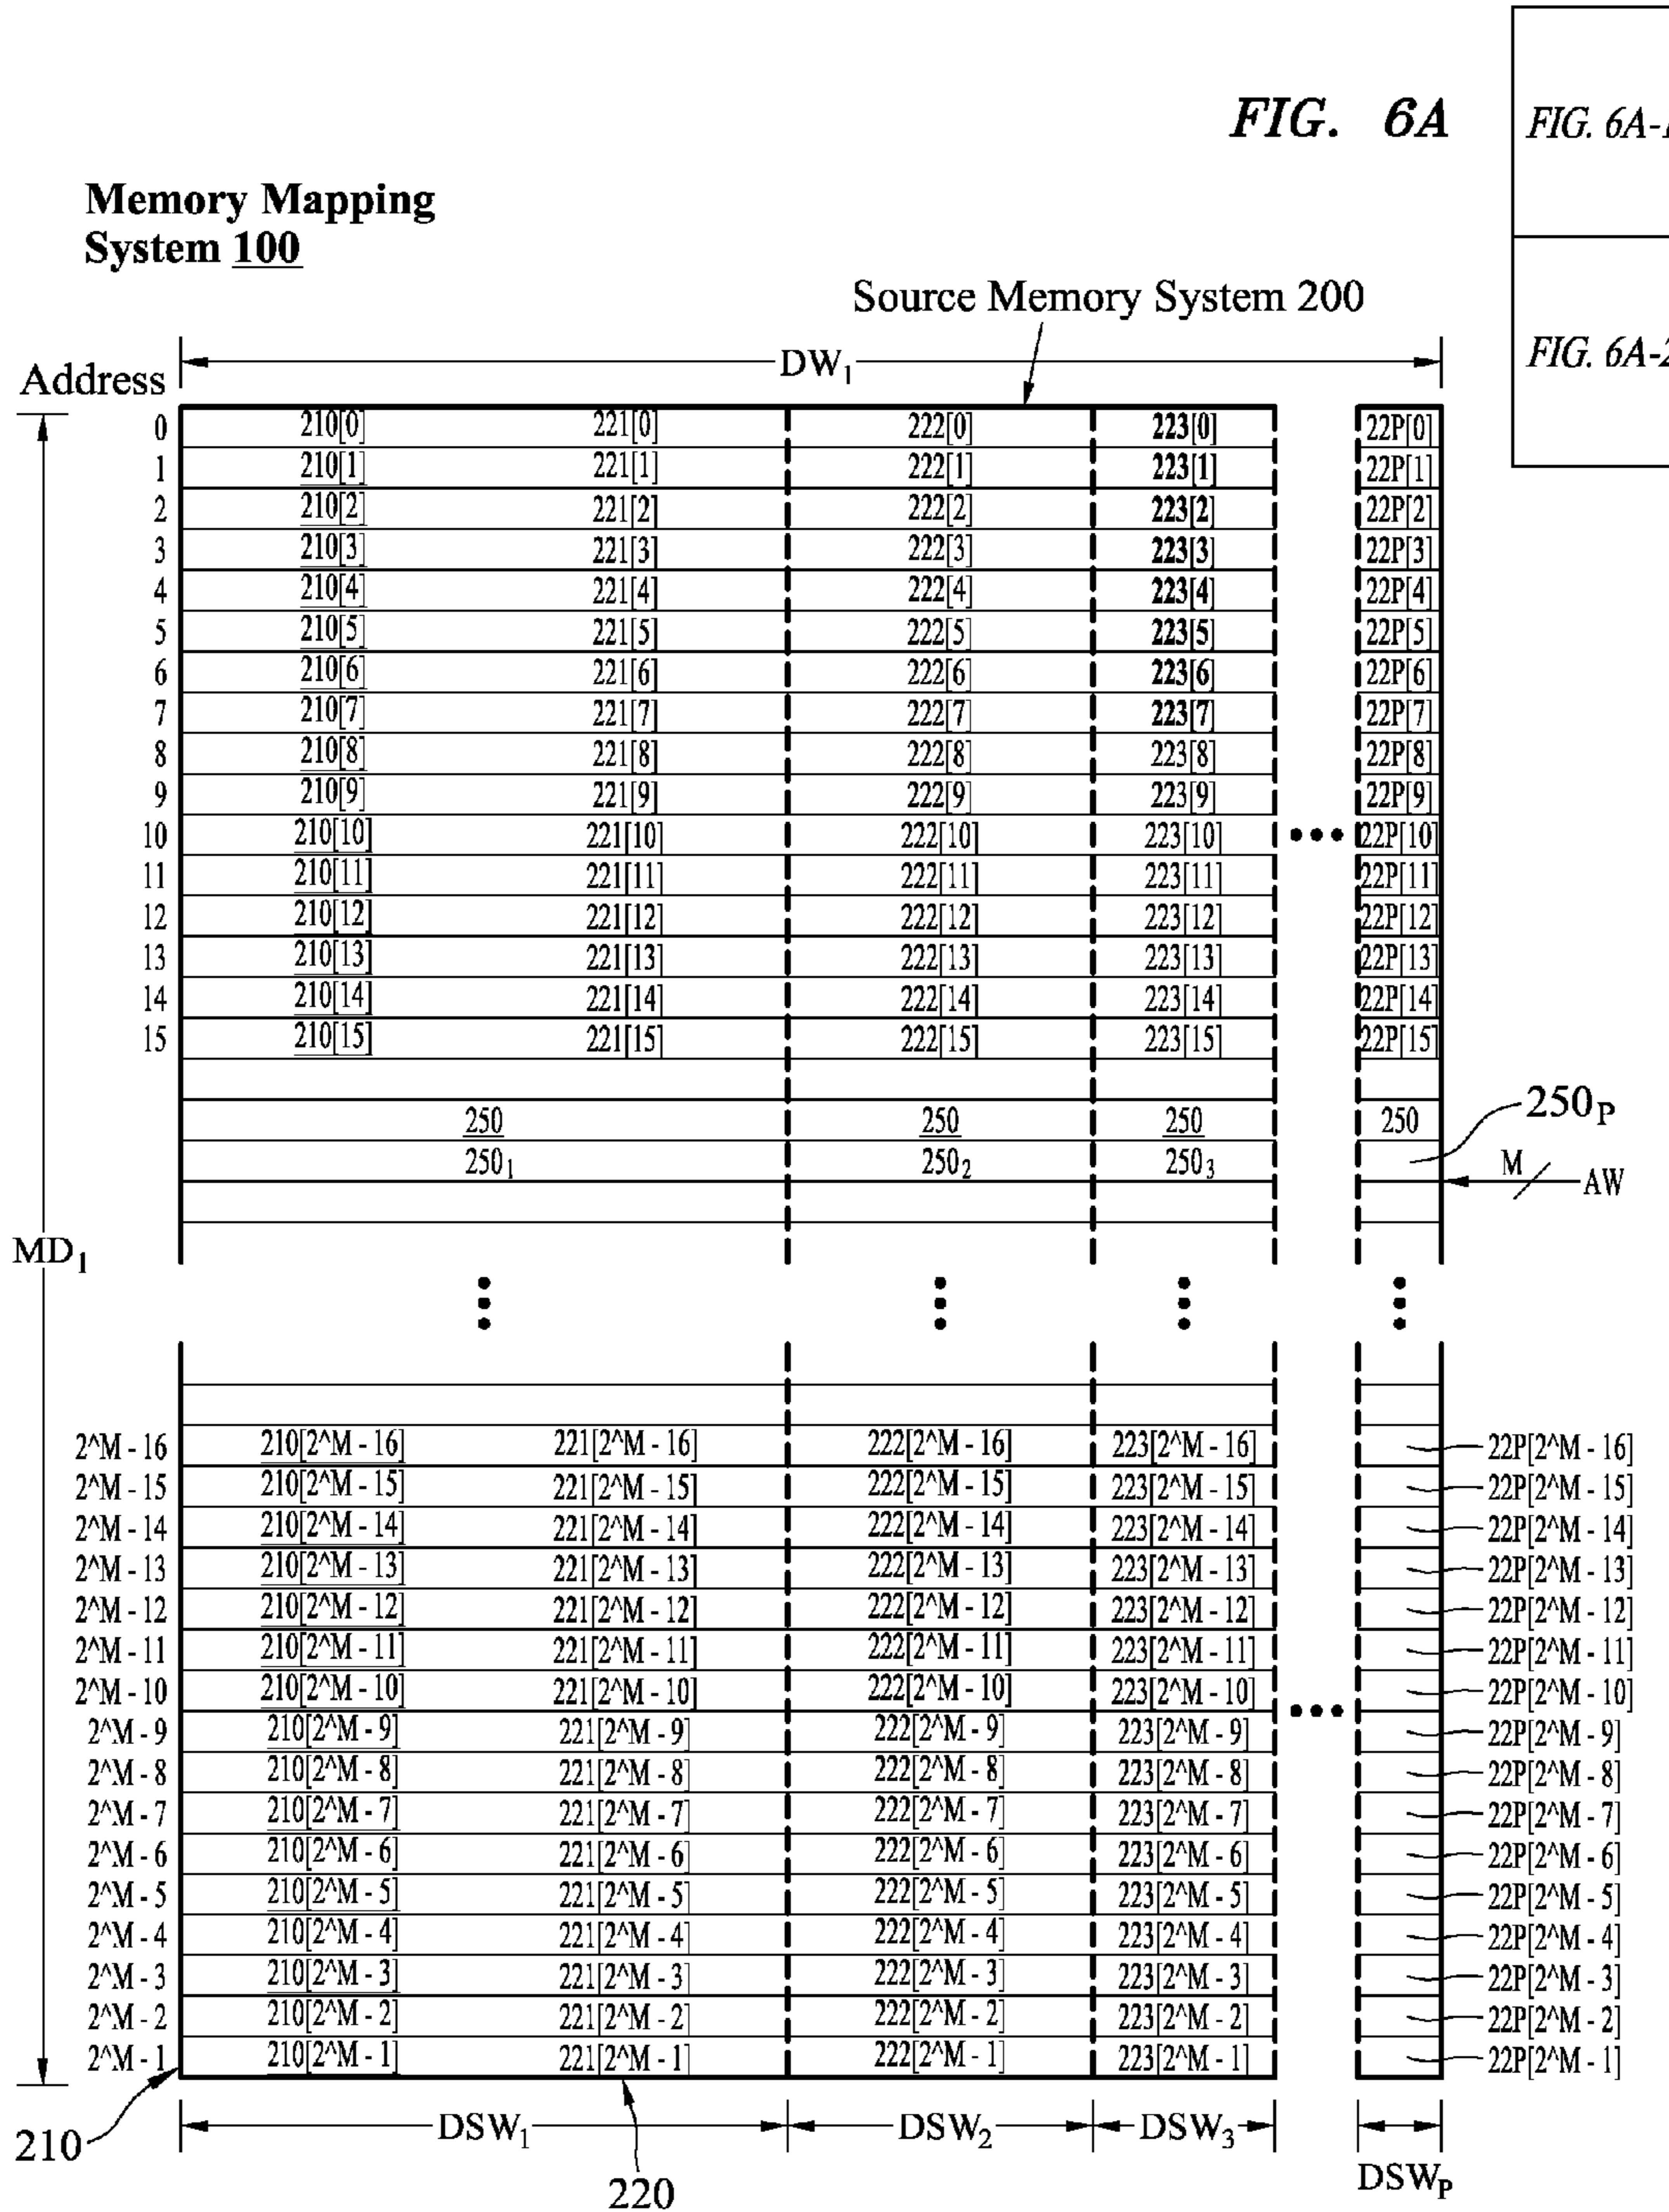 FIG. 6A
FIG. 6A-1
FIG. 6A-2
Memory Mapping
System 100
Source Memory System 200
DW₁
Address
0 210[0] 221[0] 222[0] 223[0] 22P[0]
1 210[1] 221[1] 222[1] 223[1] 22P[1]
2 210[2] 221[2] 222[2] 223[2] 22P[2]
3 210[3] 221[3] 222[3] 223[3] 22P[3]
4 210[4] 221[4] 222[4] 223[4] 22P[4]
5 210[5] 221[5] 222[5] 223[5] 22P[5]
6 210[6] 221[6] 222[6] 223[6] 22P[6]
7 210[7] 221[7] 222[7] 223[7] 22P[7]
8 210[8] 221[8] 222[8] 223[8] 22P[8]
9 210[9] 221[9] 222[9] 223[9] 22P[9]
10 210[10] 221[10] 222[10] 223[10] ••• 22P[10]
11 210[11] 221[11] 222[11] 223[11] 22P[11]
12 210[12] 221[12] 222[12] 223[12] 22P[12]
13 210[13] 221[13] 222[13] 223[13] 22P[13]
14 210[14] 221[14] 222[14] 223[14] 22P[14]
15 210[15] 221[15] 222[15] 223[15] 22P[15]
250 250 250 250 250ₚ
250₁ 250₂ 250₃ M AW
MD₁
2^M - 16 210[2^M - 16] 221[2^M - 16] 222[2^M - 16] 223[2^M - 16] 22P[2^M - 16]
2^M - 15 210[2^M - 15] 221[2^M - 15] 222[2^M - 15] 223[2^M - 15] 22P[2^M - 15]
2^M - 14 210[2^M - 14] 221[2^M - 14] 222[2^M - 14] 223[2^M - 14] 22P[2^M - 14]
2^M - 13 210[2^M - 13] 221[2^M - 13] 222[2^M - 13] 223[2^M - 13] 22P[2^M - 13]
2^M - 12 210[2^M - 12] 221[2^M - 12] 222[2^M - 12] 223[2^M - 12] 22P[2^M - 12]
2^M - 11 210[2^M - 11] 221[2^M - 11] 222[2^M - 11] 223[2^M - 11] 22P[2^M - 11]
2^M - 10 210[2^M - 10] 221[2^M - 10] 222[2^M - 10] 223[2^M - 10] ••• 22P[2^M - 10]
2^M - 9 210[2^M - 9] 221[2^M - 9] 222[2^M - 9] 223[2^M - 9] 22P[2^M - 9]
2^M - 8 210[2^M - 8] 221[2^M - 8] 222[2^M - 8] 223[2^M - 8] 22P[2^M - 8]
2^M - 7 210[2^M - 7] 221[2^M - 7] 222[2^M - 7] 223[2^M - 7] 22P[2^M - 7]
2^M - 6 210[2^M - 6] 221[2^M - 6] 222[2^M - 6] 223[2^M - 6] 22P[2^M - 6]
2^M - 5 210[2^M - 5] 221[2^M - 5] 222[2^M - 5] 223[2^M - 5] 22P[2^M - 5]
2^M - 4 210[2^M - 4] 221[2^M - 4] 222[2^M - 4] 223[2^M - 4] 22P[2^M - 4]
2^M - 3 210[2^M - 3] 221[2^M - 3] 222[2^M - 3] 223[2^M - 3] 22P[2^M - 3]
2^M - 2 210[2^M - 2] 221[2^M - 2] 222[2^M - 2] 223[2^M - 2] 22P[2^M - 2]
2^M - 1 210[2^M - 1] 221[2^M - 1] 222[2^M - 1] 223[2^M - 1] 22P[2^M - 1]
210 DSW₁ DSW₂ DSW₃ DSWₚ
220